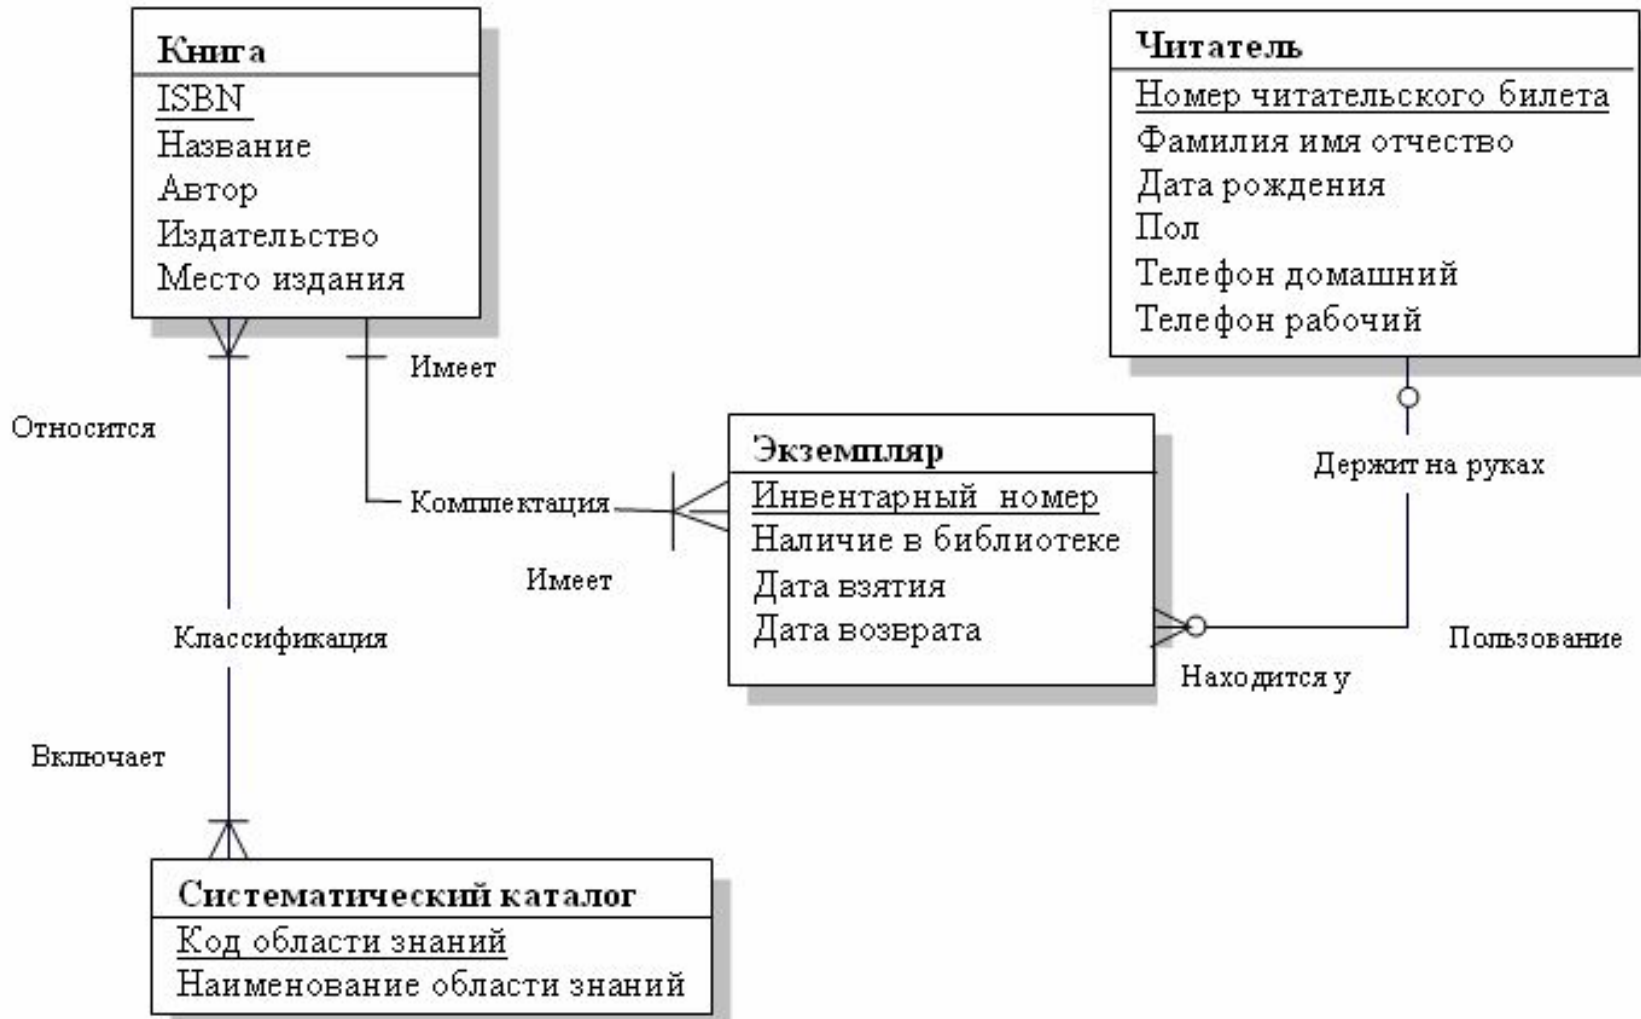 Книга
ISBN
Название
Автор
Издательство
Место издания
Читатель
Номер читательского билета
Фамилия имя отчество
Дата рождения
Пол
Телефон домашний
Телефон рабочий
Имеет
Относится
Экземпляр
Инвентарный номер
Наличие в библиотеке
Дата взятия
Дата возврата
Держит на руках
Комплектация
Имеет
Классификация
Пользование
Находится у
Включает
Систематический каталог
Код области знаний
Наименование области знаний